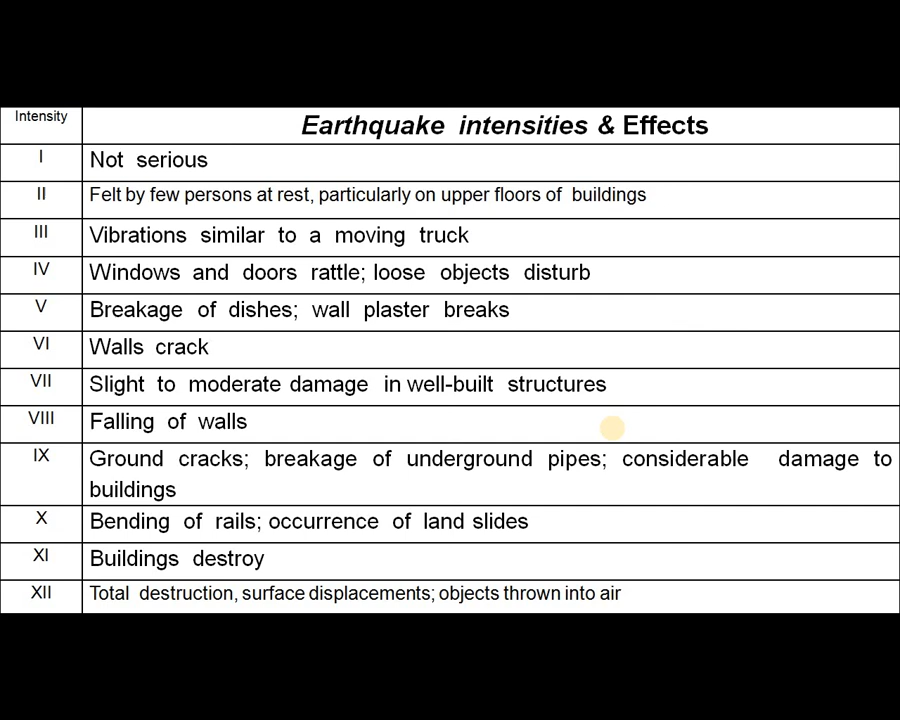 Intensity
Earthquake intensities & Effects
I
Not serious
II
Felt by few persons at rest, particularly on upper floors of buildings
III
Vibrations similar to a moving truck
IV
Windows and doors rattle; loose objects disturb
V
Breakage of dishes; wall plaster breaks
VI
Walls crack
VII
Slight to moderate damage in well-built structures
VIII
Falling of walls
IX
Ground cracks; breakage of underground pipes; considerable damage to
buildings
X
Bending of rails; occurrence of land slides
XI
Buildings destroy
XII
Total destruction, surface displacements; objects thrown into air